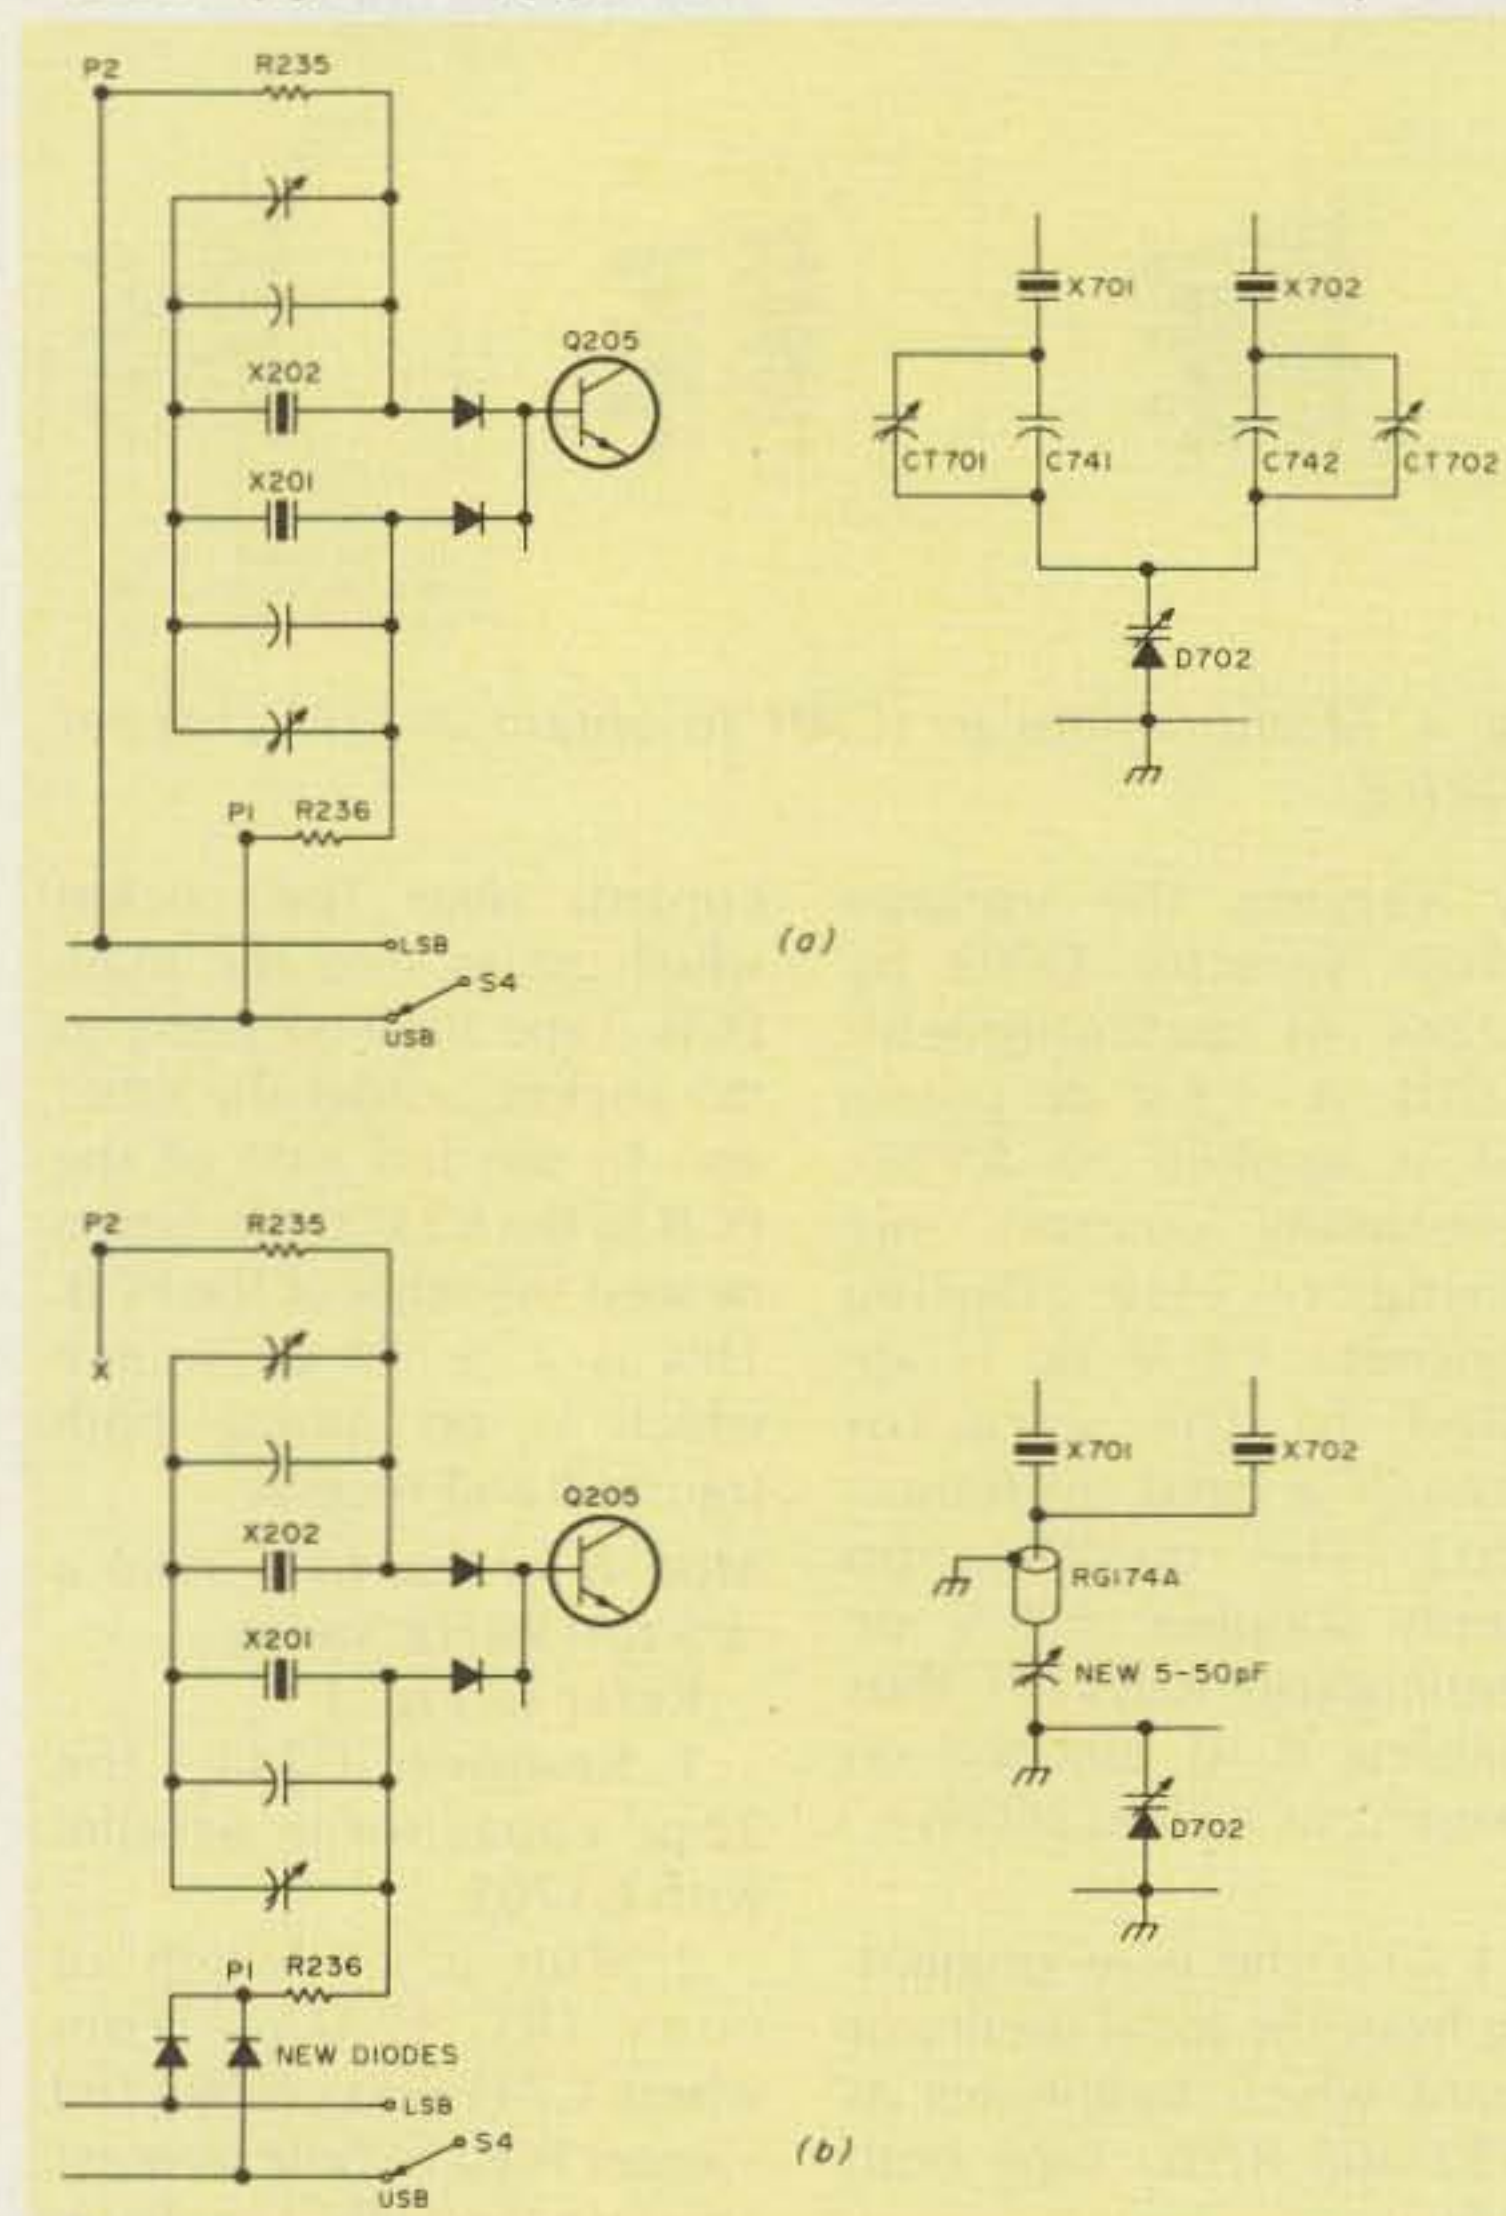 P2 R235
X202
Q205
X201
P1 R236
LSB
S4
USB
X701 X702
CT701 C741 C742 CT702
D702
(a)
P2 R235
X
X202
Q205
X201
P1 R236
NEW DIODES
LSB
S4
USB
X701 X702
RG174A
NEW 5-50pF
D702
(b)